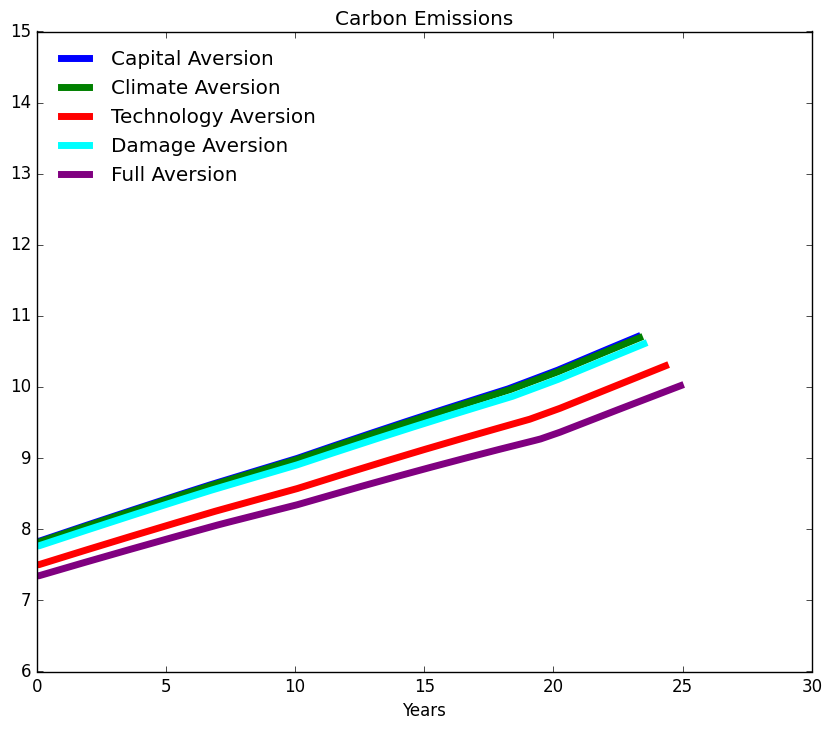 Carbon Emissions
15
14
13
12
11
10
9
8
7
6
Capital Aversion
Climate Aversion
Technology Aversion
Damage Aversion
Full Aversion
0 5 10 15 20 25 30
Years